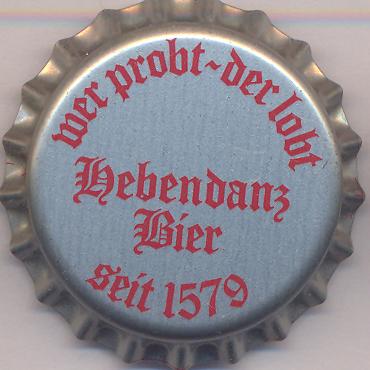 wer probt~der lobt
Hebendanz
Bier
seit 1579